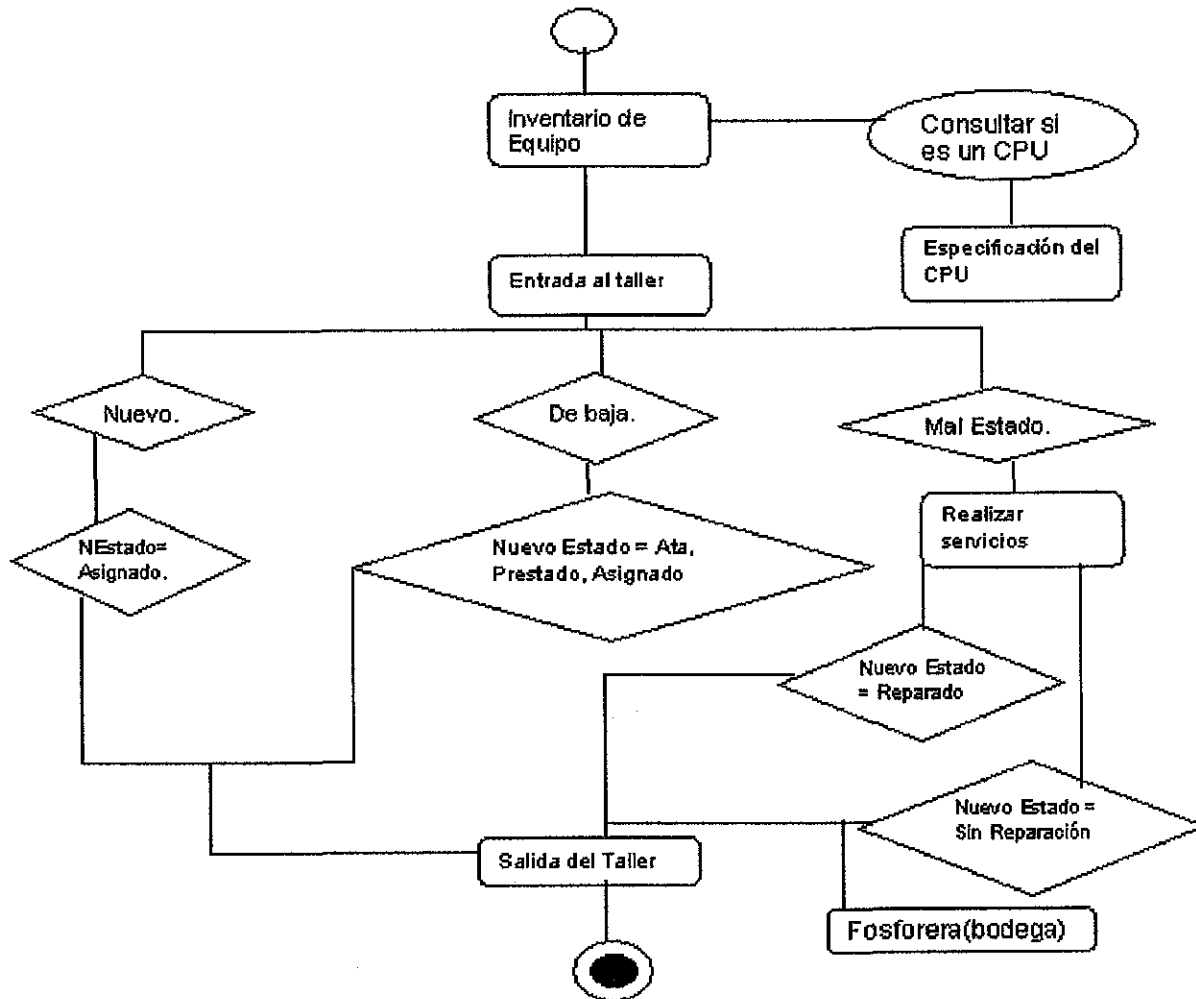 Inventario de
Equipo
Consultar si
es un CPU
Especificación del
CPU
Entrada al taller
Nuevo.
De baja.
Mal Estado.
NEstado=
Asignado.
Nuevo Estado = Ata,
Prestado, Asignado
Realizar
servicios
Nuevo Estado
= Reparado
Nuevo Estado =
Sin Reparación
Salida del Taller
Fosforera(bodega)